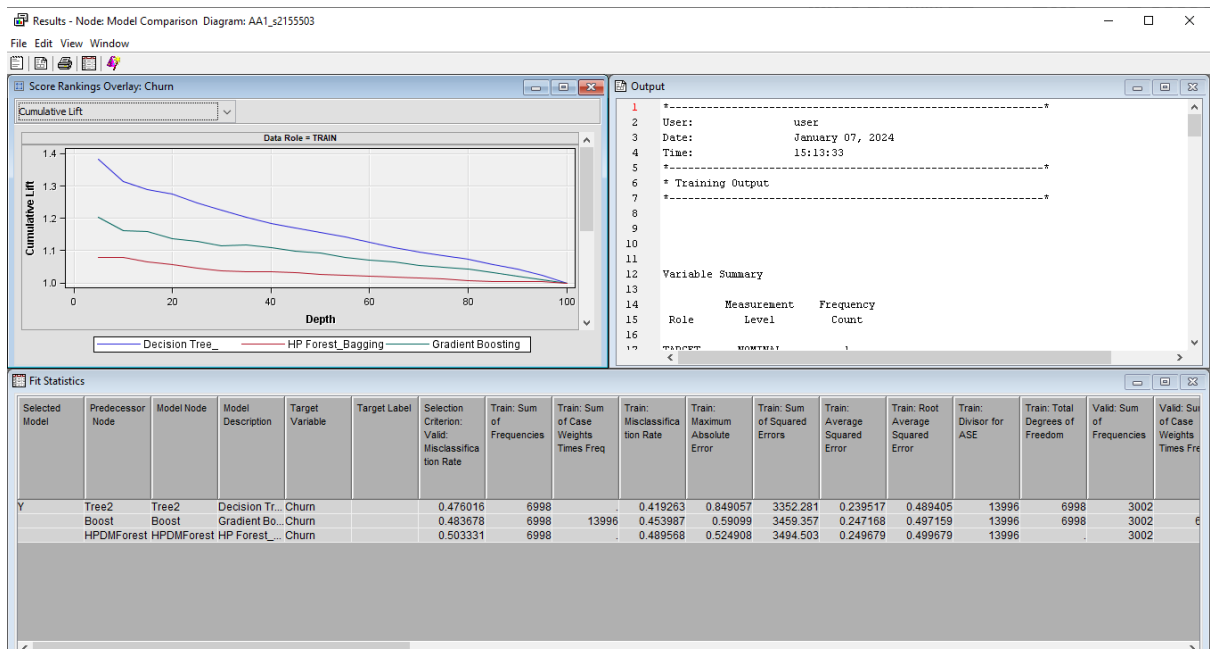 Results - Node: Model Comparison Diagram: AA1_s2155503
File Edit View Window
Score Rankings Overlay: Churn
Cumulative Lift
Data Role = TRAIN
Cumulative Lift
1.4
1.3
1.2
1.1
1.0
0 20 40 60 80 100
Depth
Decision Tree_ HP Forest_Bagging Gradient Boosting
Output
1 *------------------------------------------------------------*
2 User: user
3 Date: January 07, 2024
4 Time: 15:13:33
5 *------------------------------------------------------------*
6 * Training Output
7 *------------------------------------------------------------*
8
9
10
11
12 Variable Summary
13
14 Measurement Frequency
15 Role Level Count
16
17 TARGET NOMINAL 1
Fit Statistics
Selected Model
Predecessor Node
Model Node
Model Description
Target Variable
Target Label
Selection Criterion: Valid: Misclassifica tion Rate
Train: Sum of Frequencies
Train: Sum of Case Weights Times Freq
Train: Misclassifica tion Rate
Train: Maximum Absolute Error
Train: Sum of Squared Errors
Train: Average Squared Error
Train: Root Average Squared Error
Train: Divisor for ASE
Train: Total Degrees of Freedom
Valid: Sum of Frequencies
Valid: Su of Case Weights Times Fre
Y Tree2 Tree2 Decision Tr... Churn 0.476016 6998 . 0.419263 0.849057 3352.281 0.239517 0.489405 13996 6998 3002
Boost Boost Gradient Bo... Churn 0.483678 6998 13996 0.453987 0.59099 3459.357 0.247168 0.497159 13996 6998 3002 6
HPDMForest HPDMForest HP Forest_... Churn 0.503331 6998 . 0.489568 0.524908 3494.503 0.249679 0.499679 13996 . 3002